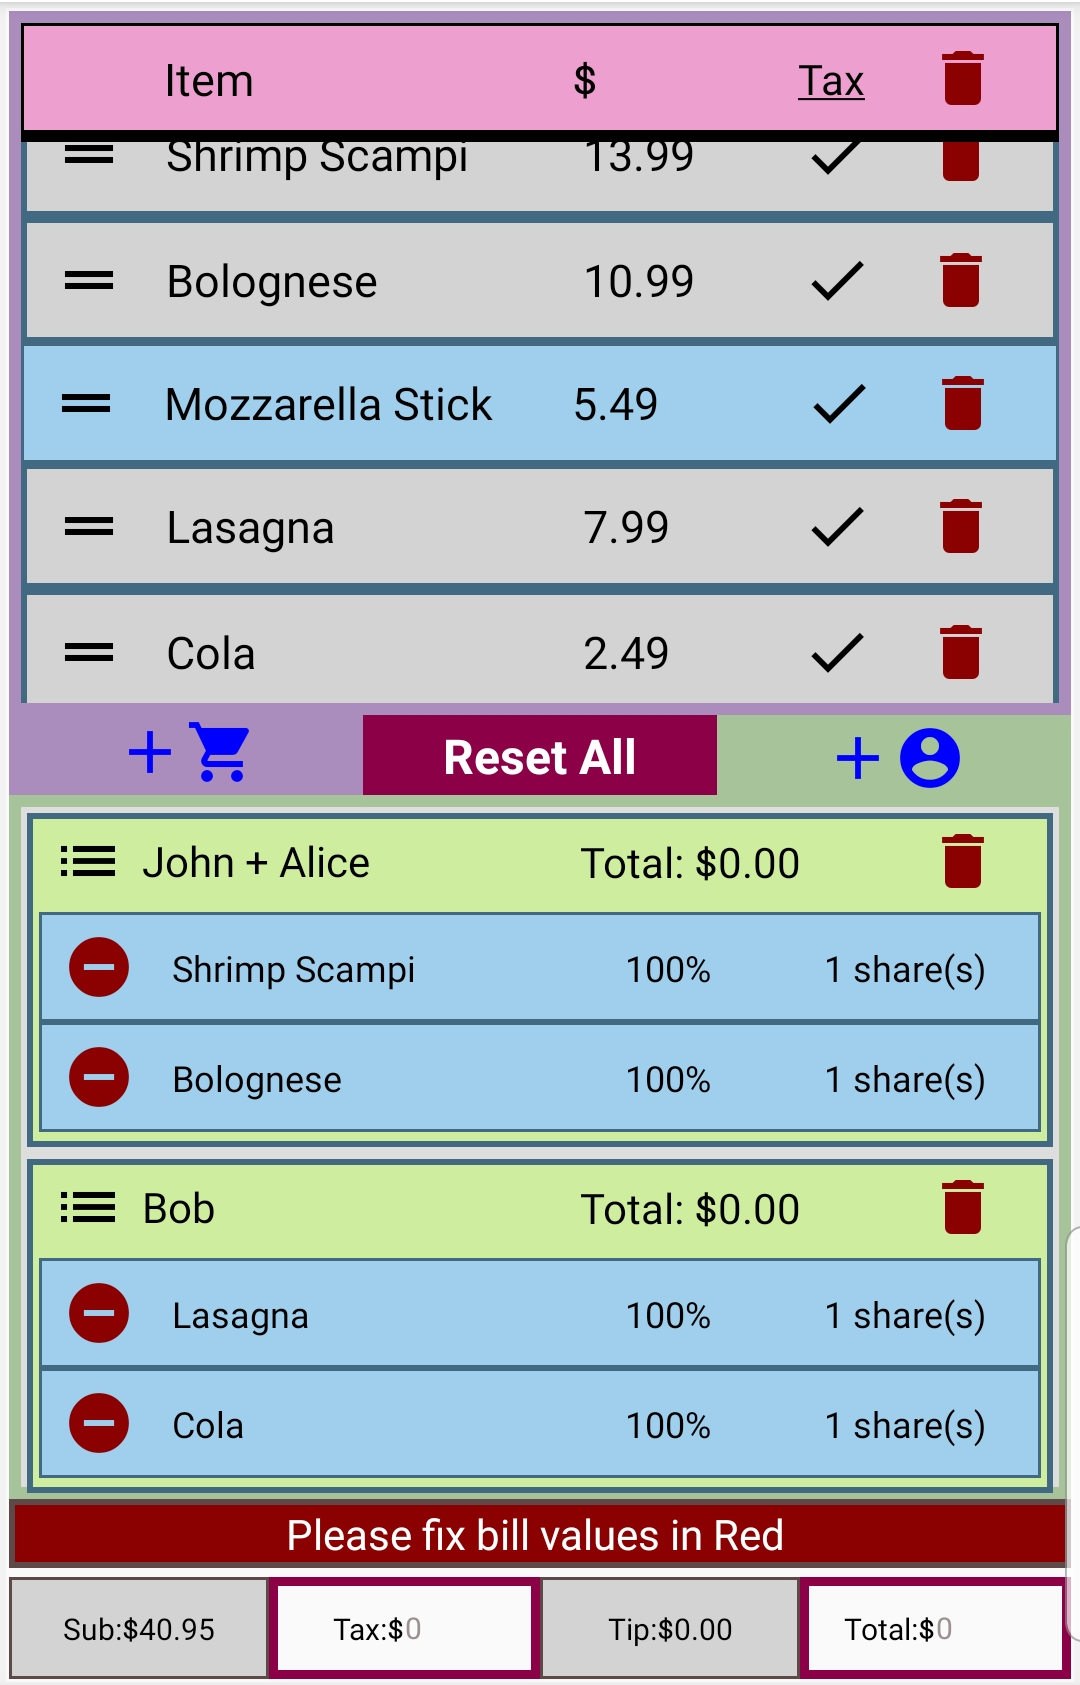 Item $ Tax
Shrimp Scampi 13.99
Bolognese 10.99
Mozzarella Stick 5.49
Lasagna 7.99
Cola 2.49
Reset All
John + Alice Total: $0.00
Shrimp Scampi 100% 1 share(s)
Bolognese 100% 1 share(s)
Bob Total: $0.00
Lasagna 100% 1 share(s)
Cola 100% 1 share(s)
Please fix bill values in Red
Sub:$40.95 Tax:$0 Tip:$0.00 Total:$0